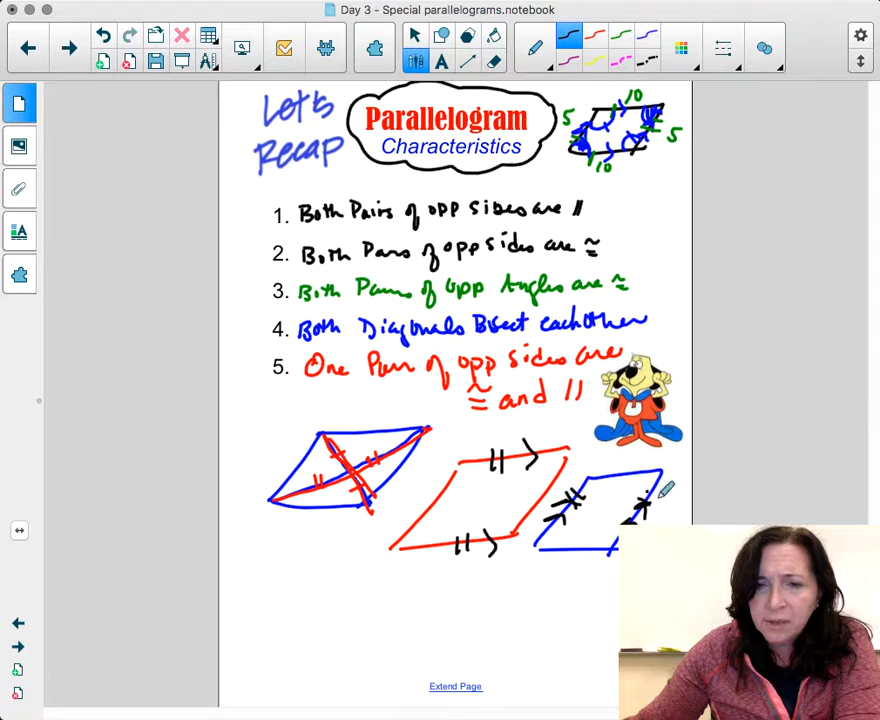 Day 3 - Special parallelograms.notebook
Let's
Recap
Parallelogram
Characteristics
10
5
5
10
1. Both Pairs of opp sides are ||
2. Both Pairs of opp sides are ≅
3. Both Pairs of opp Angles are ≅
4. Both Diagonals Bisect each other
5. One Pair of opp sides are
≅ and ||
Extend Page